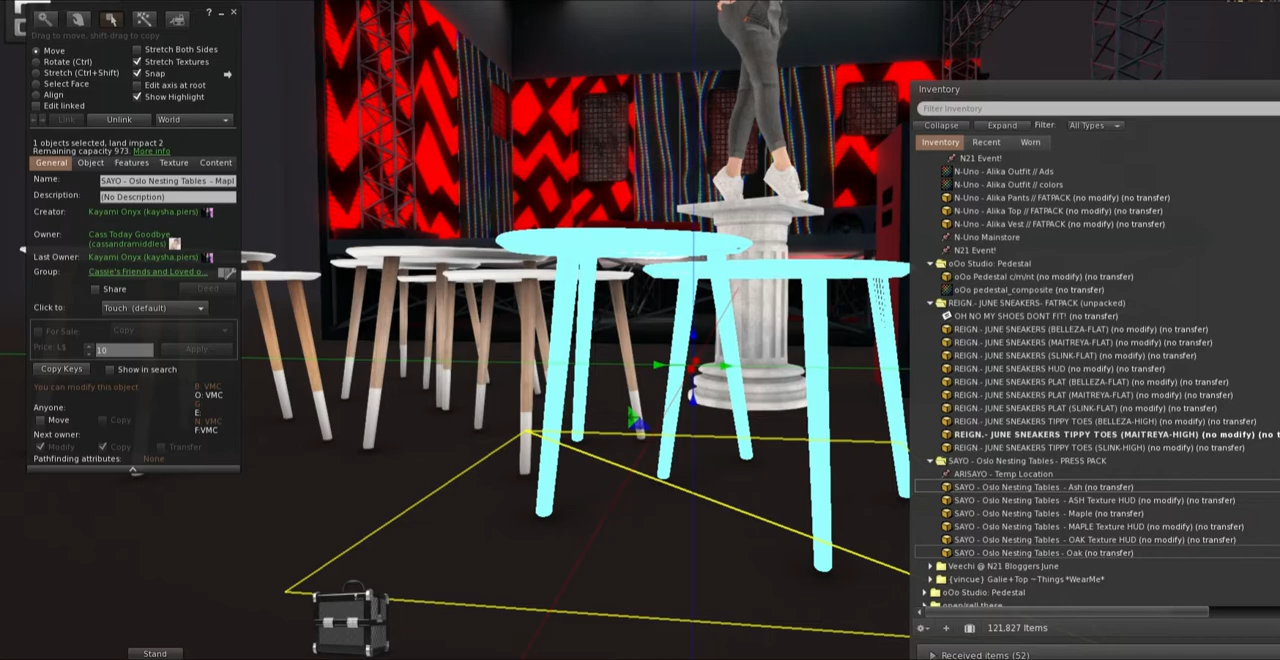 ? _ ×
Drag to move, shift-drag to copy
Move
Stretch Both Sides
Rotate (Ctrl)
Stretch Textures
Stretch (Ctrl+Shift)
Snap
Select Face
Edit axis at root
Align
Show Highlight
Edit linked
Link
Unlink
World
1 objects selected, land impact 2
Remaining capacity 973. More info
General Object Features Texture Content
Name: SAYO - Oslo Nesting Tables - Mapl
Description: (No Description)
Creator: Kayami Onyx (kaysha.piers)
Owner: Cass Today Goodbye
(cassandramiddles)
Last Owner: Kayami Onyx (kaysha.piers)
Group: Cassie's Friends and Loved o...
Share Deed
Click to: Touch (default)
For Sale: Copy
Price: L$ 10 Apply
Copy Keys Show in search
You can modify this object
B: VMC
O: VMC
G:
Anyone:
E:
Move Copy
N: VMC
Next owner:
F:VMC
Modify Copy Transfer
Pathfinding attributes: None
Stand
Inventory
Filter Inventory
Collapse Expand Filter: All Types
Inventory Recent Worn
N21 Event!
N-Uno - Alika Outfit // Ads
N-Uno - Alika Outfit // colors
N-Uno - Alika Pants // FATPACK (no modify) (no transfer)
N-Uno - Alika Top // FATPACK (no modify) (no transfer)
N-Uno - Alika Vest // FATPACK (no modify) (no transfer)
N-Uno Mainstore
N21 Event!
oOo Studio: Pedestal
oOo Pedestal c/m/nt (no modify) (no transfer)
oOo pedestal_composite (no transfer)
REIGN.- JUNE SNEAKERS- FATPACK (unpacked)
OH NO MY SHOES DONT FIT! (no transfer)
REIGN.- JUNE SNEAKERS (BELLEZA-FLAT) (no modify) (no transfer)
REIGN.- JUNE SNEAKERS (MAITREYA-FLAT) (no modify) (no transfer)
REIGN.- JUNE SNEAKERS (SLINK-FLAT) (no modify) (no transfer)
REIGN.- JUNE SNEAKERS HUD (no modify) (no transfer)
REIGN.- JUNE SNEAKERS PLAT (BELLEZA-FLAT) (no modify) (no transfer)
REIGN.- JUNE SNEAKERS PLAT (MAITREYA-FLAT) (no modify) (no transfer)
REIGN.- JUNE SNEAKERS PLAT (SLINK-FLAT) (no modify) (no transfer)
REIGN.- JUNE SNEAKERS TIPPY TOES (BELLEZA-HIGH) (no modify) (no transfer)
REIGN.- JUNE SNEAKERS TIPPY TOES (MAITREYA-HIGH) (no modify) (no t
REIGN.- JUNE SNEAKERS TIPPY TOES (SLINK-HIGH) (no modify) (no transfer)
SAYO - Oslo Nesting Tables - PRESS PACK
ARISAYO - Temp Location
SAYO - Oslo Nesting Tables - Ash (no transfer)
SAYO - Oslo Nesting Tables - ASH Texture HUD (no modify) (no transfer)
SAYO - Oslo Nesting Tables - Maple (no transfer)
SAYO - Oslo Nesting Tables - MAPLE Texture HUD (no modify) (no transfer)
SAYO - Oslo Nesting Tables - OAK Texture HUD (no modify) (no transfer)
SAYO - Oslo Nesting Tables - Oak (no transfer)
Veechi @ N21 Bloggers June
{vincue} Galie+Top ~Things *WearMe*
oOo Studio: Pedestal
open/sell these
121,827 Items
Received items (52)